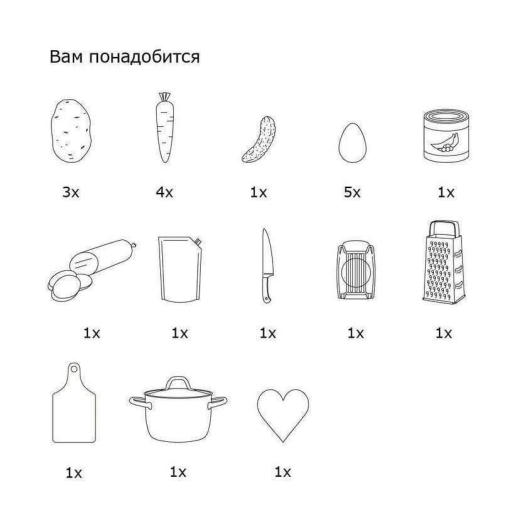 Вам понадобится
3x 4x 1x 5x 1x
1x 1x 1x 1x 1x
1x 1x 1x